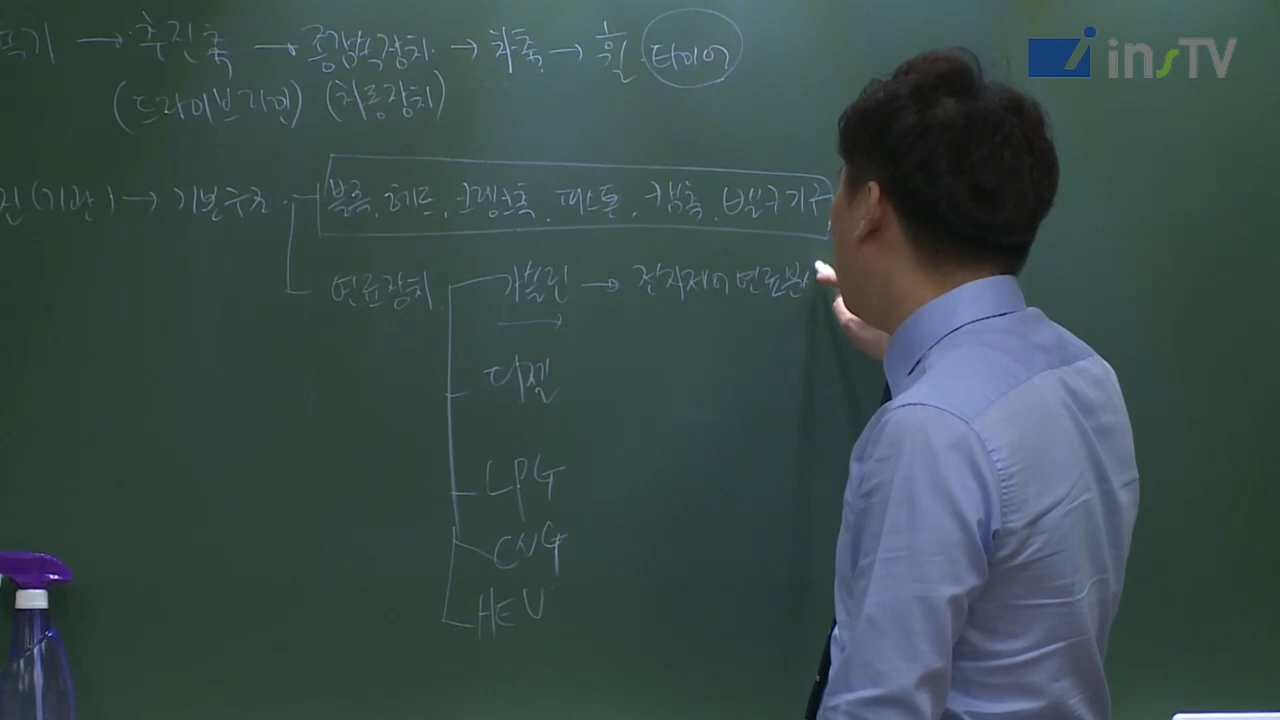 insTV
속기 → 추진축 → 종감속장치 → 차축 → 휠. 타이어
(드라이브라인) (차동장치)
진(기관) → 기본구조. 블록, 헤드, 크랭크축, 피스톤, 캠축, 밸브기구
연료장치. 가솔린 → 전자제어 연료분사
디젤
LPG
CNG
HEV